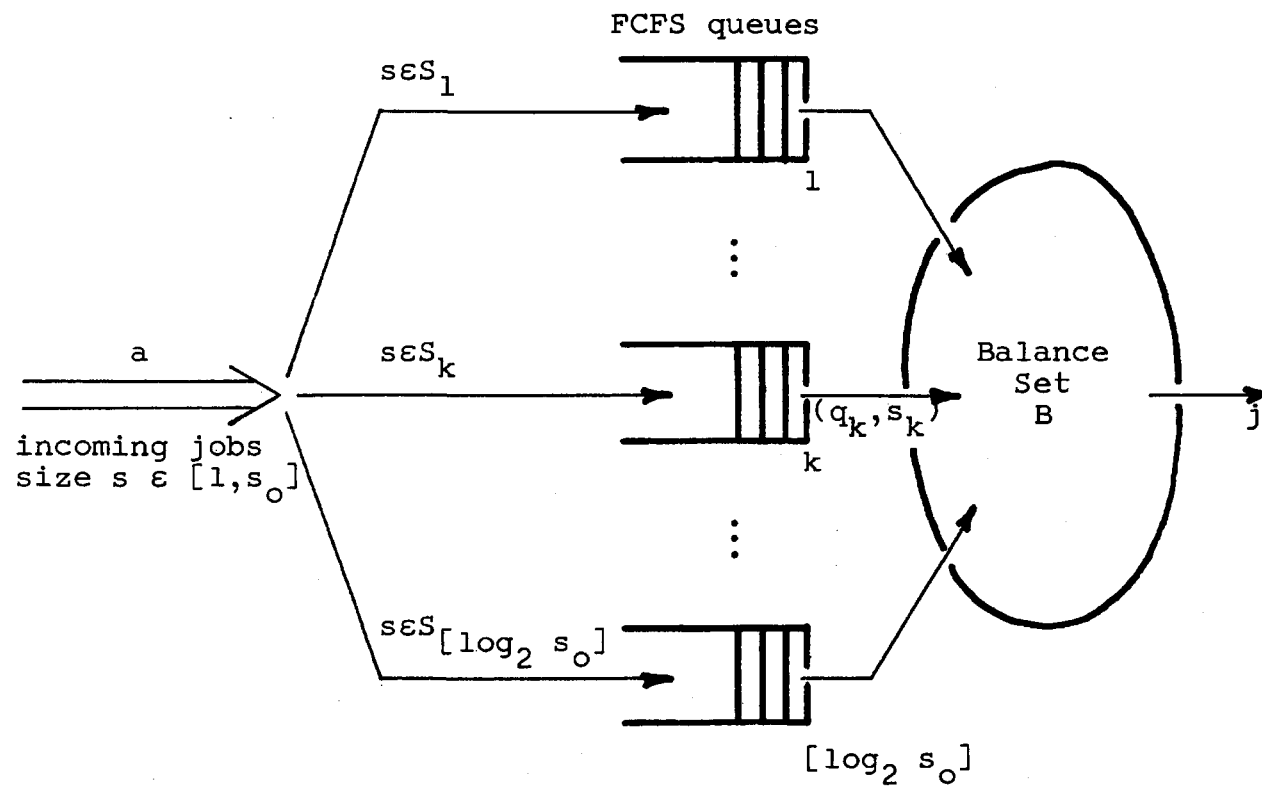 FCFS queues
sεS₁
1
a
incoming jobs
size s ε [1,sₒ]
sεSₖ
(qₖ,sₖ)
k
Balance
Set
B
j
sεS[log₂ sₒ]
[log₂ sₒ]